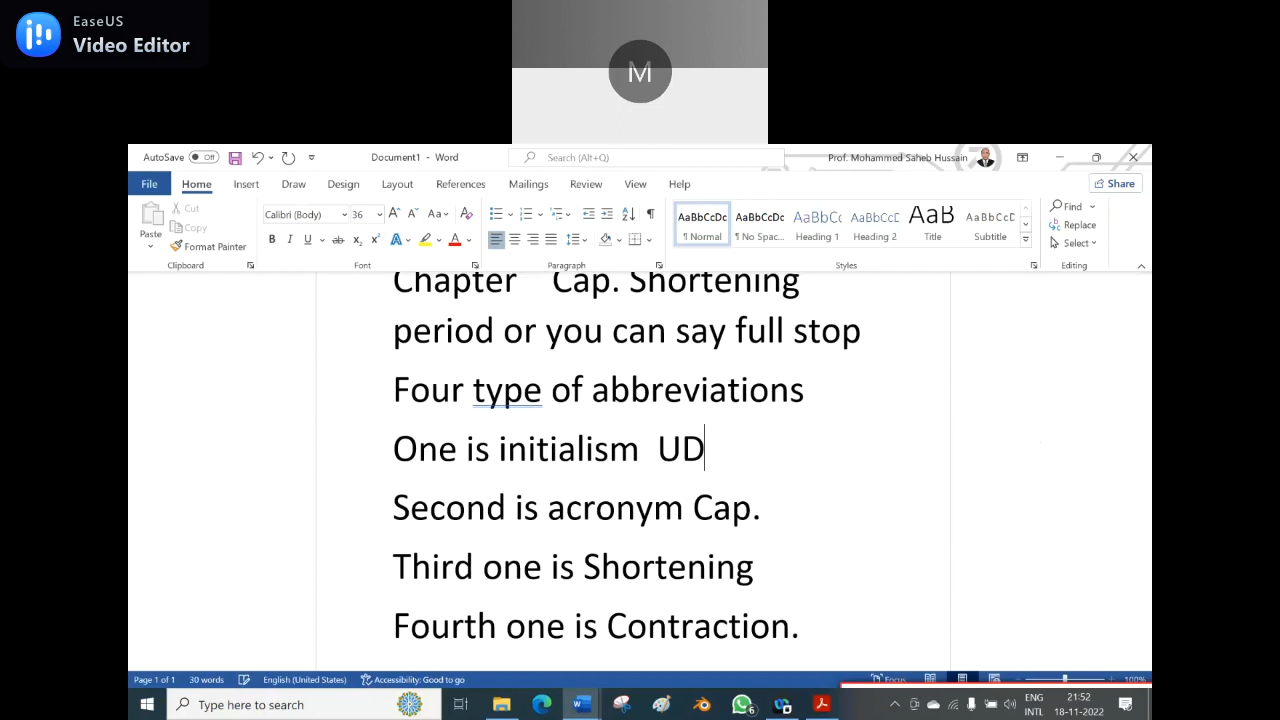 EaseUS
Video Editor
M
AutoSave Off Document1 - Word Search (Alt+Q) Prof. Mohammed Saheb Hussain
File Home Insert Draw Design Layout References Mailings Review View Help Share
Paste Cut Copy Format Painter Calibri (Body) 36 AaBbCcDc AaBbCcDc AaBbCc AaBbCcD AaB AaBbCcD Find Replace Select
¶ Normal ¶ No Spac... Heading 1 Heading 2 Title Subtitle
Clipboard Font Paragraph Styles Editing
Chapter Cap. Shortening
period or you can say full stop
Four type of abbreviations
One is initialism UD
Second is acronym Cap.
Third one is Shortening
Fourth one is Contraction.
Page 1 of 1 30 words English (United States) Accessibility: Good to go Focus 100%
Type here to search 6 ENG INTL 21:52 18-11-2022